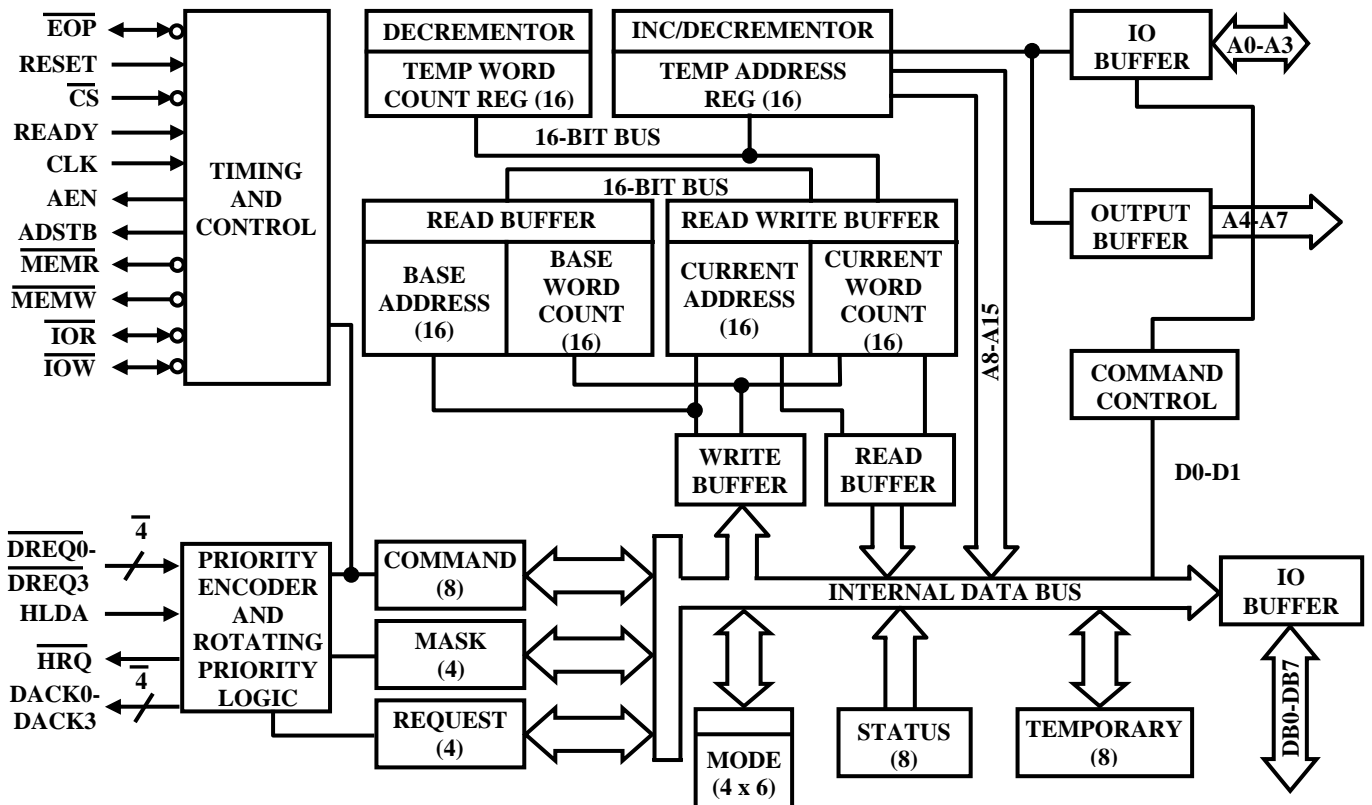 EOP
RESET
CS
READY
CLK
AEN
ADSTB
MEMR
MEMW
IOR
IOW
TIMING
AND
CONTROL
DECREMENTOR
TEMP WORD
COUNT REG (16)
INC/DECREMENTOR
TEMP ADDRESS
REG (16)
16-BIT BUS
16-BIT BUS
READ BUFFER
BASE
ADDRESS
(16)
BASE
WORD
COUNT
(16)
READ WRITE BUFFER
CURRENT
ADDRESS
(16)
CURRENT
WORD
COUNT
(16)
A8-A15
IO
BUFFER
A0-A3
OUTPUT
BUFFER
A4-A7
COMMAND
CONTROL
D0-D1
WRITE
BUFFER
READ
BUFFER
DREQ0-
DREQ3
4
HLDA
HRQ
DACK0-
DACK3
4
PRIORITY
ENCODER
AND
ROTATING
PRIORITY
LOGIC
COMMAND
(8)
MASK
(4)
REQUEST
(4)
INTERNAL DATA BUS
IO
BUFFER
DB0-DB7
MODE
(4 x 6)
STATUS
(8)
TEMPORARY
(8)